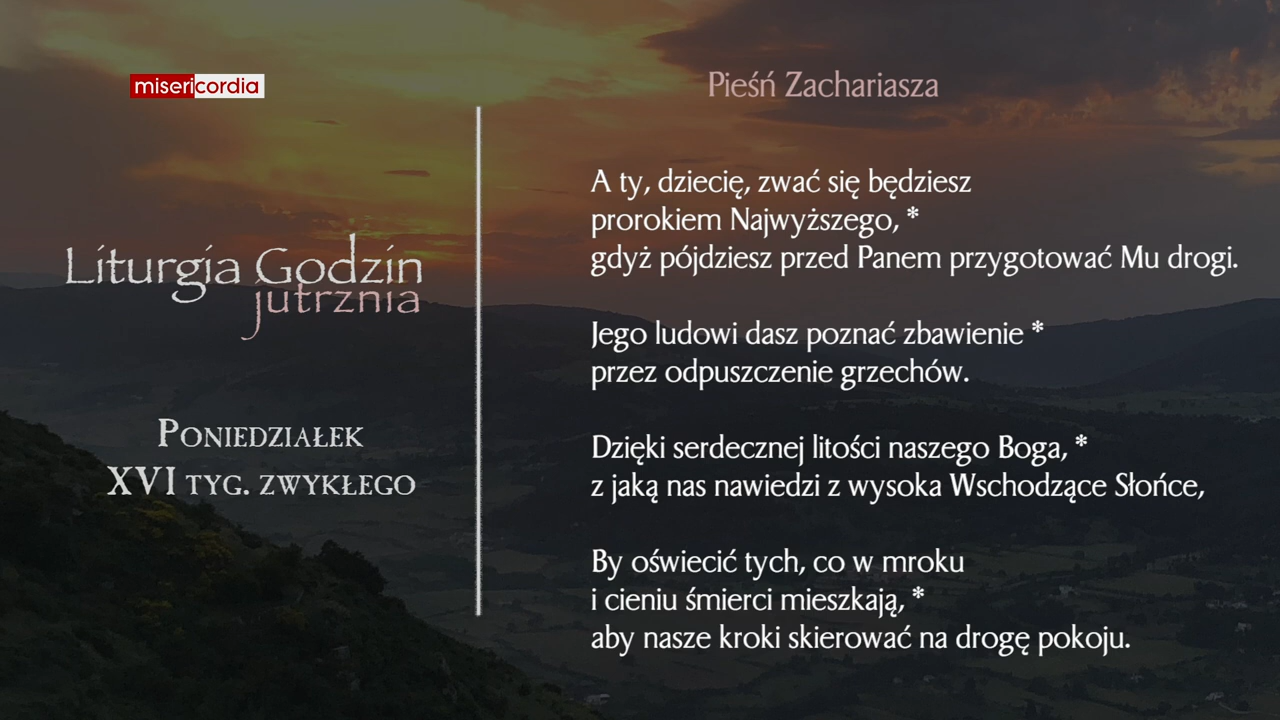 misericordia
Liturgia Godzin
jutrznia
Poniedziałek
XVI tyg. zwykłego
Pieśń Zachariasza
A ty, dziecię, zwać się będziesz
prorokiem Najwyższego, *
gdyż pójdziesz przed Panem przygotować Mu drogi.
Jego ludowi dasz poznać zbawienie *
przez odpuszczenie grzechów.
Dzięki serdecznej litości naszego Boga, *
z jaką nas nawiedzi z wysoka Wschodzące Słońce,
By oświecić tych, co w mroku
i cieniu śmierci mieszkają, *
aby nasze kroki skierować na drogę pokoju.